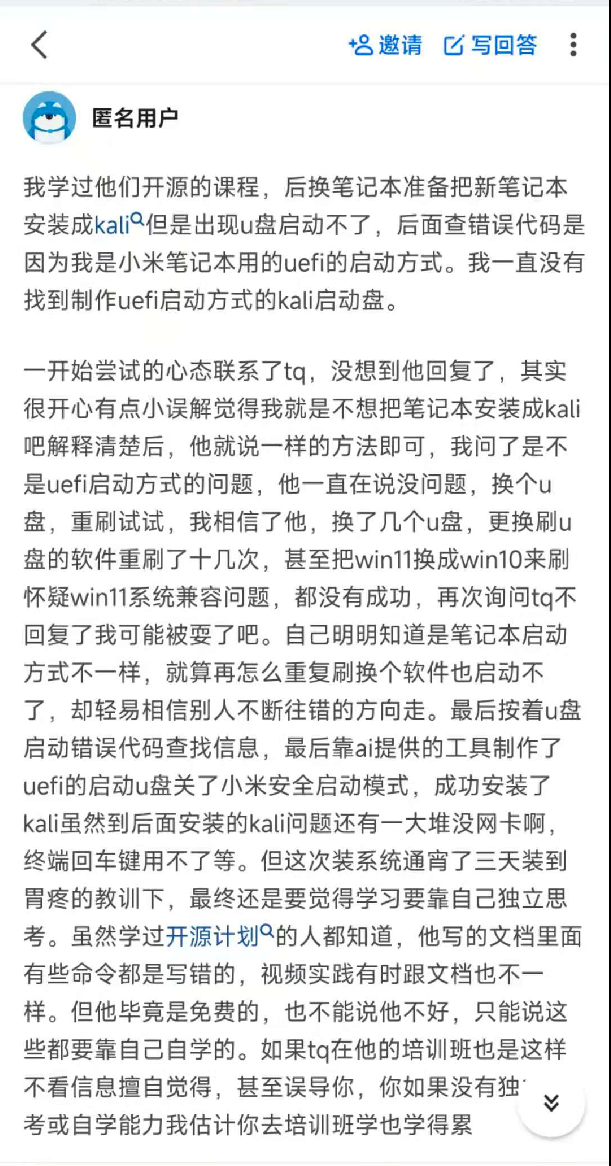 邀请 写回答
匿名用户
我学过他们开源的课程，后换笔记本准备把新笔记本
安装成kali但是出现u盘启动不了，后面查错误代码是
因为我是小米笔记本用的uefi的启动方式。我一直没有
找到制作uefi启动方式的kali启动盘。
一开始尝试的心态联系了tq，没想到他回复了，其实
很开心有点小误解觉得我就是不想把笔记本安装成kali
吧解释清楚后，他就说一样的方法即可，我问了是不
是uefi启动方式的问题，他一直在说没问题，换个u
盘，重刷试试，我相信了他，换了几个u盘，更换刷u
盘的软件重刷了十几次，甚至把win11换成win10来刷
怀疑win11系统兼容问题，都没有成功，再次询问tq不
回复了我可能被耍了吧。自己明明知道是笔记本启动
方式不一样，就算再怎么重复刷换个软件也启动不
了，却轻易相信别人不断往错的方向走。最后按着u盘
启动错误代码查找信息，最后靠ai提供的工具制作了
uefi的启动u盘关了小米安全启动模式，成功安装了
kali虽然到后面安装的kali问题还有一大堆没网卡啊，
终端回车键用不了等。但这次装系统通宵了三天装到
胃疼的教训下，最终还是要觉得学习要靠自己独立思
考。虽然学过开源计划的人都知道，他写的文档里面
有些命令都是写错的，视频实践有时跟文档也不一
样。但他毕竟是免费的，也不能说他不好，只能说这
些都要靠自己自学的。如果tq在他的培训班也是这样
不看信息擅自觉得，甚至误导你，你如果没有独
考或自学能力我估计你去培训班学也学得累